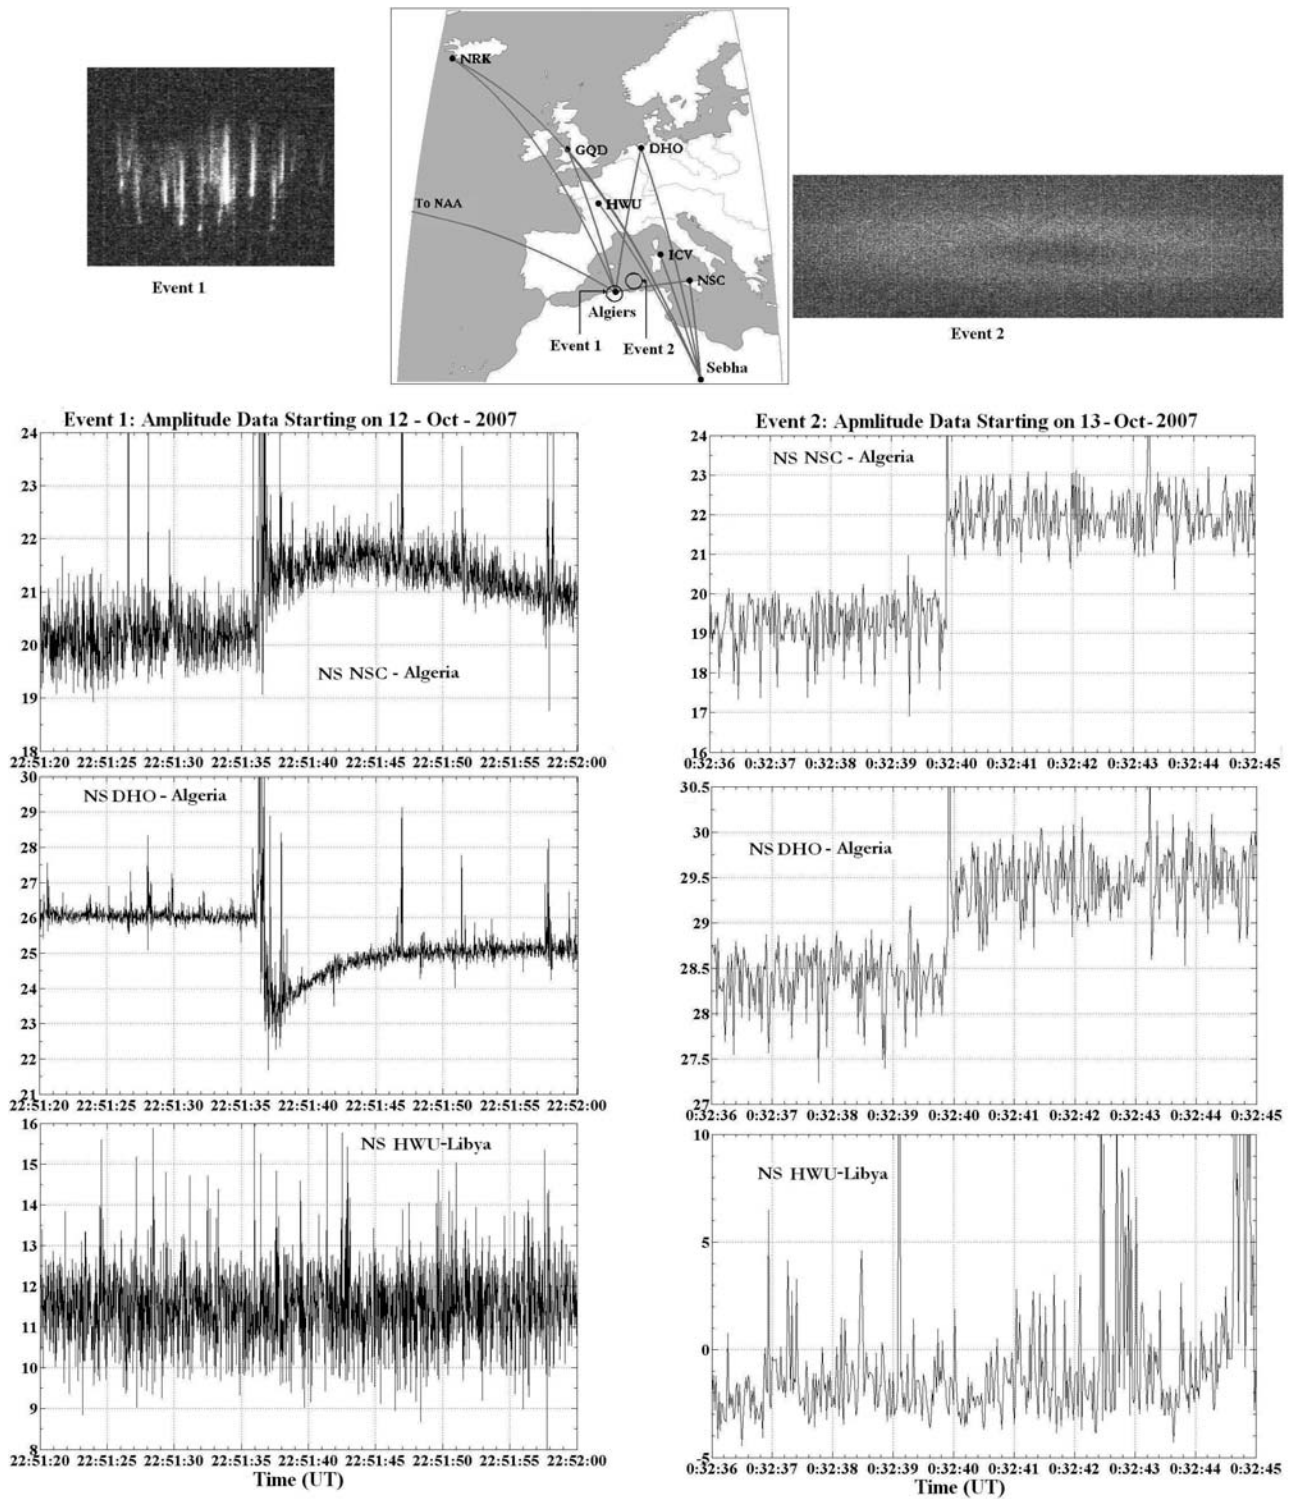 NRK
GQD
DHO
HWU
To NAA
ICV
NSC
Algiers
Event 1
Event 2
Sebha
Event 1
Event 2
Event 1: Amplitude Data Starting on 12 - Oct - 2007
24
23
22
21
20
19
18
NS NSC - Algeria
22:51:20 22:51:25 22:51:30 22:51:35 22:51:40 22:51:45 22:51:50 22:51:55 22:52:00
30
29
28
27
26
25
24
23
22
21
NS DHO - Algeria
22:51:20 22:51:25 22:51:30 22:51:35 22:51:40 22:51:45 22:51:50 22:51:55 22:52:00
16
15
14
13
12
11
10
9
8
NS HWU-Libya
22:51:20 22:51:25 22:51:30 22:51:35 22:51:40 22:51:45 22:51:50 22:51:55 22:52:00
Time (UT)
Event 2: Apmlitude Data Starting on 13 - Oct - 2007
24
23
22
21
20
19
18
17
16
NS NSC - Algeria
0:32:36 0:32:37 0:32:38 0:32:39 0:32:40 0:32:41 0:32:42 0:32:43 0:32:44 0:32:45
30.5
30
29.5
29
28.5
28
27.5
27
NS DHO - Algeria
0:32:36 0:32:37 0:32:38 0:32:39 0:32:40 0:32:41 0:32:42 0:32:43 0:32:44 0:32:45
10
5
0
-5
NS HWU-Libya
0:32:36 0:32:37 0:32:38 0:32:39 0:32:40 0:32:41 0:32:42 0:32:43 0:32:44 0:32:45
Time (UT)